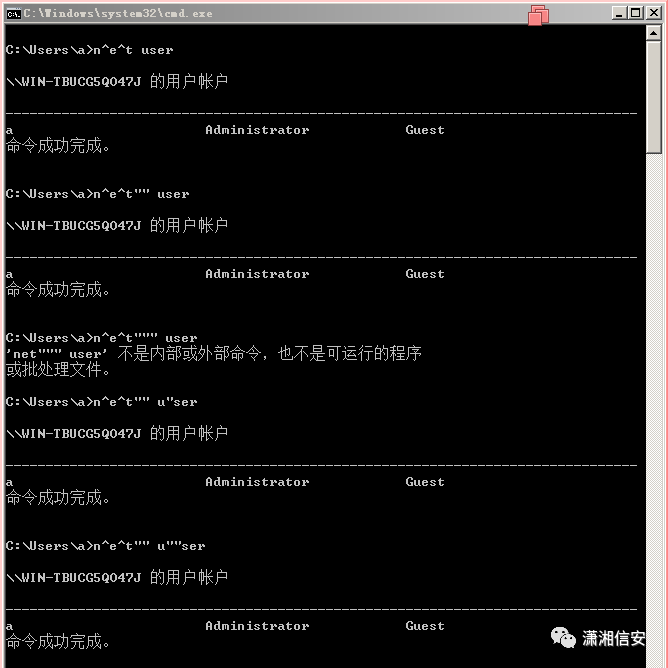 C:\Windows\system32\cmd.exe
C:\Users\a>n^e^t user
\\WIN-TBUCG5QO47J 的用户帐户
-------------------------------------------------------------------------------
a Administrator Guest
命令成功完成。
C:\Users\a>n^e^t"" user
\\WIN-TBUCG5QO47J 的用户帐户
-------------------------------------------------------------------------------
a Administrator Guest
命令成功完成。
C:\Users\a>n^e^t""" user
'net""" user' 不是内部或外部命令，也不是可运行的程序
或批处理文件。
C:\Users\a>n^e^t"" u"ser
\\WIN-TBUCG5QO47J 的用户帐户
-------------------------------------------------------------------------------
a Administrator Guest
命令成功完成。
C:\Users\a>n^e^t"" u""ser
\\WIN-TBUCG5QO47J 的用户帐户
-------------------------------------------------------------------------------
a Administrator Guest
命令成功完成。
潇湘信安